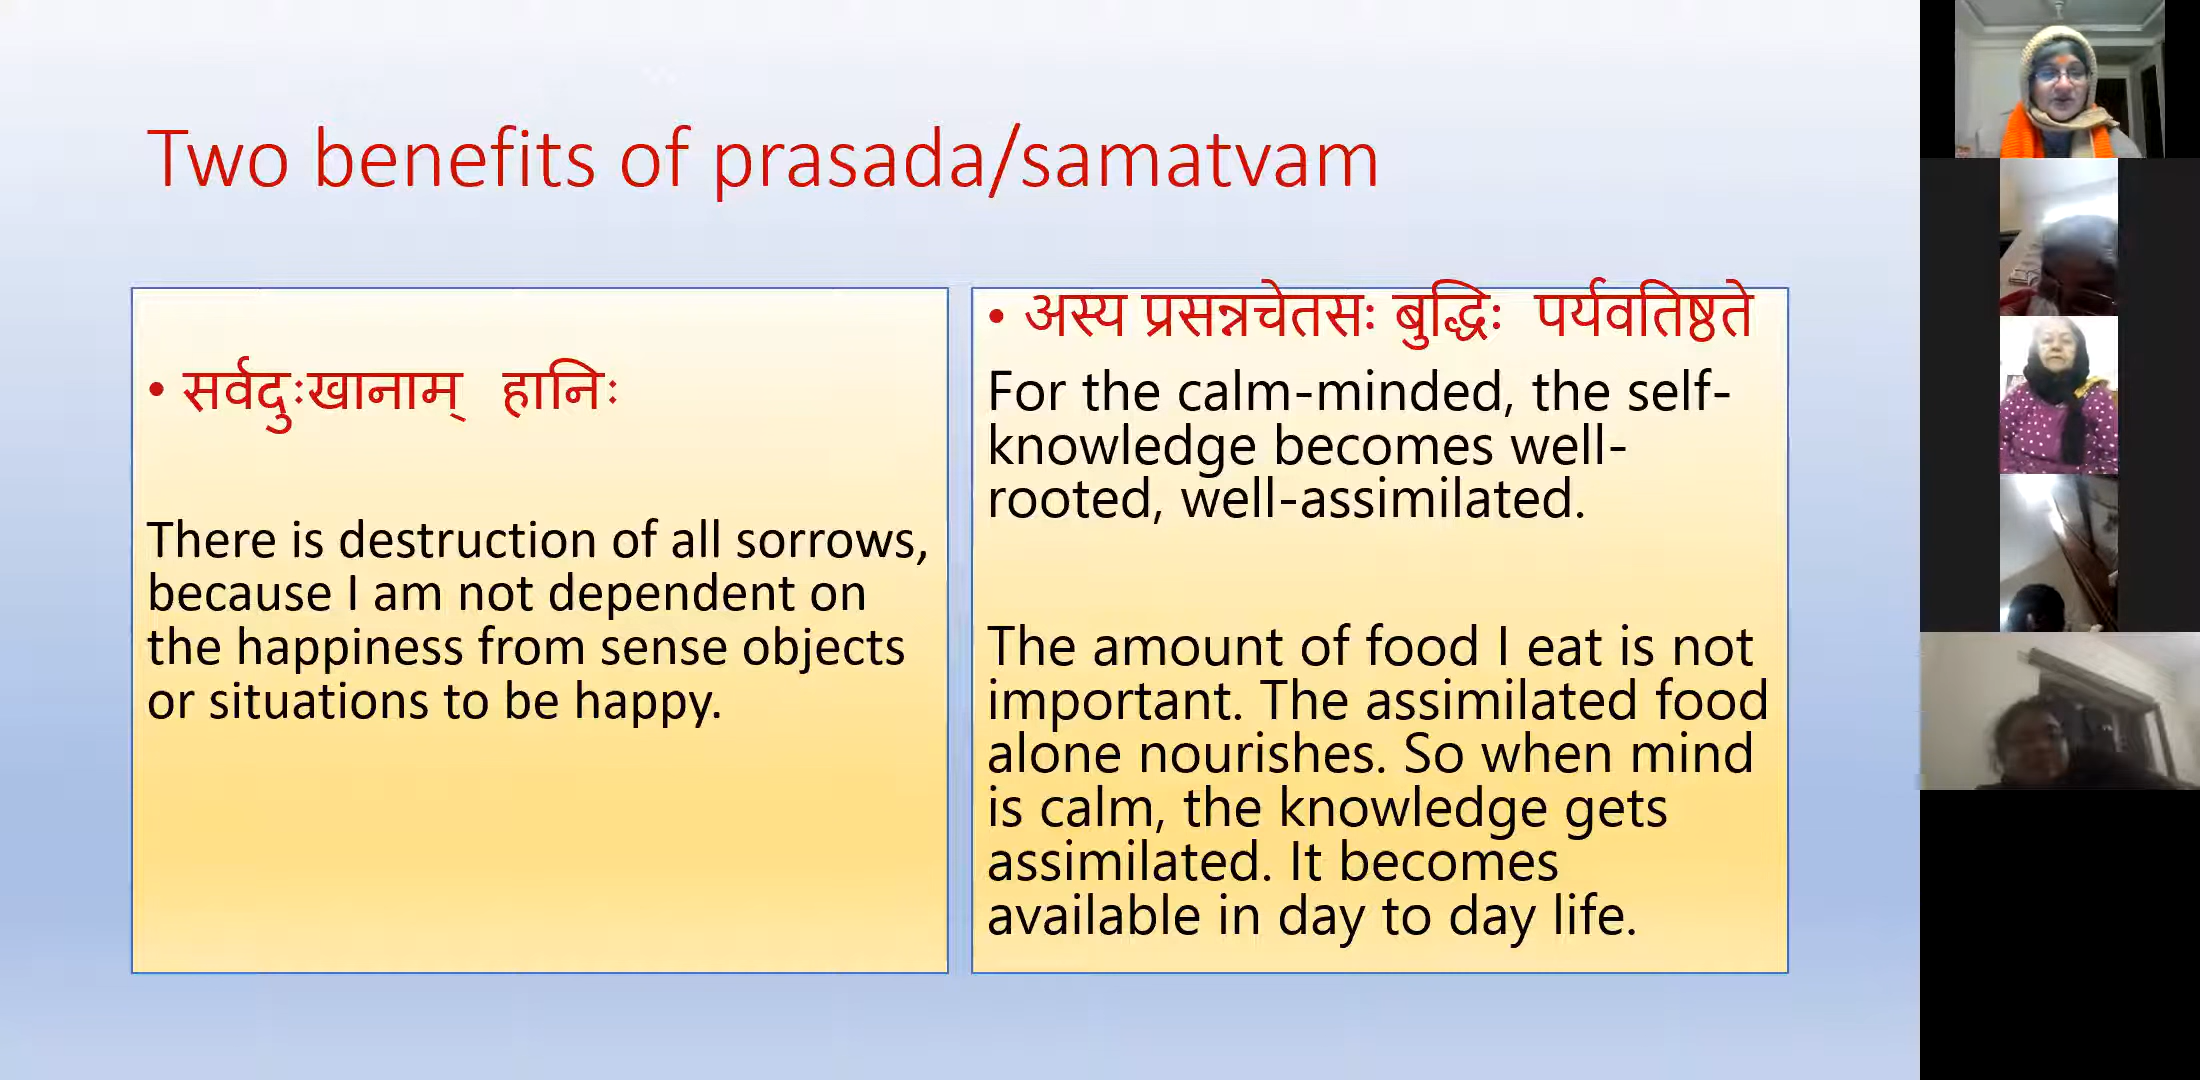 Two benefits of prasada/samatvam
• सर्वदुःखानाम् हानिः
There is destruction of all sorrows,
because I am not dependent on
the happiness from sense objects
or situations to be happy.
• अस्य प्रसन्नचेतसः बुद्धिः पर्यवतिष्ठते
For the calm-minded, the self-
knowledge becomes well-
rooted, well-assimilated.
The amount of food I eat is not
important. The assimilated food
alone nourishes. So when mind
is calm, the knowledge gets
assimilated. It becomes
available in day to day life.